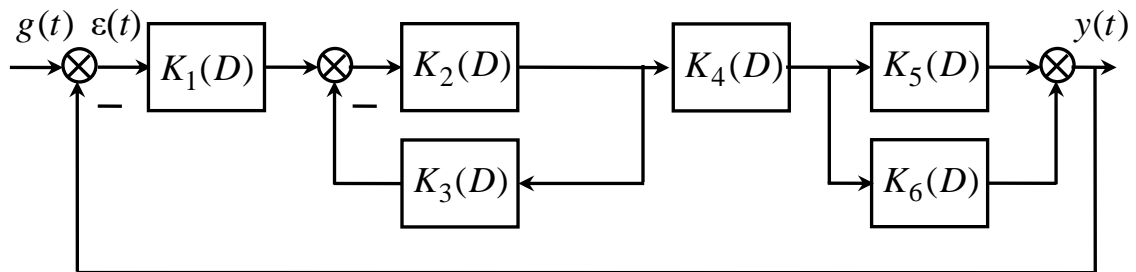 g(t) ε(t) y(t)
K₁(D) K₂(D) K₄(D) K₅(D)
− −
K₃(D) K₆(D)